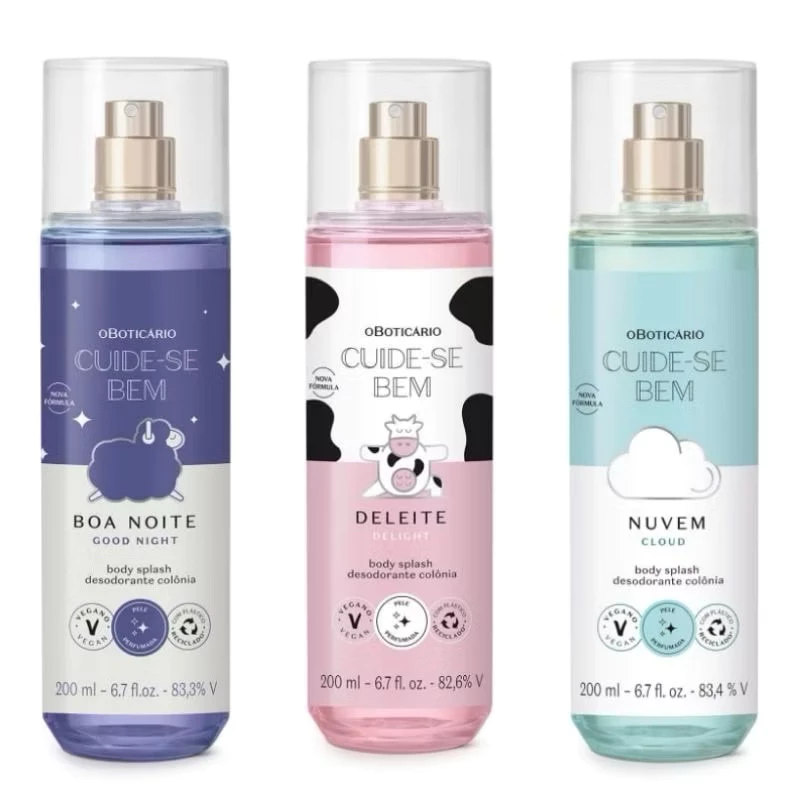 oBOTICÁRIO
CUIDE-SE
BEM
NOVA
FÓRMULA
BOA NOITE
GOOD NIGHT
body splash
desodorante colônia
VEGANO
V
VEGAN
PELE
PERFUMADA
COM PLÁSTICO
RECICLADO*
200 ml – 6.7 fl.oz. - 83,3% V
oBOTICÁRIO
CUIDE-SE
BEM
NOVA
FÓRMULA
DELEITE
DELIGHT
body splash
desodorante colônia
VEGANO
V
VEGAN
PELE
PERFUMADA
COM PLÁSTICO
RECICLADO*
200 ml – 6.7 fl.oz. - 82,6% V
oBOTICÁRIO
CUIDE-SE
BEM
NOVA
FÓRMULA
NUVEM
CLOUD
body splash
desodorante colônia
VEGANO
V
VEGAN
PELE
PERFUMADA
COM PLÁSTICO
RECICLADO*
200 ml – 6.7 fl.oz. - 83,4 % V